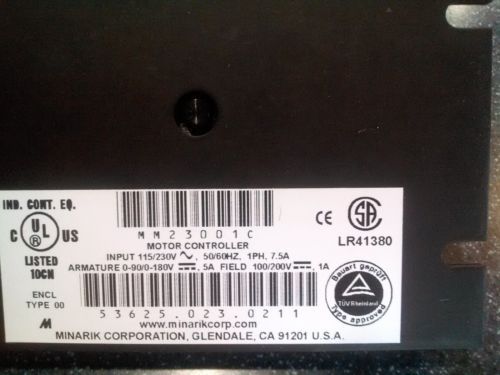 IND. CONT. EQ.
C UL ® US
LISTED
10CN
ENCL
TYPE 00
MM23001C
MOTOR CONTROLLER
INPUT 115/230V ∿, 50/60HZ, 1PH, 7.5A
ARMATURE 0-90/0-180V ⎓, 5A FIELD 100/200V ⎓, 1A
53625.023.0211
www.minarikcorp.com
MINARIK CORPORATION, GLENDALE, CA 91201 U.S.A.
CE SA
LR41380
Bauart geprüft
TÜV Rheinland
Type approved